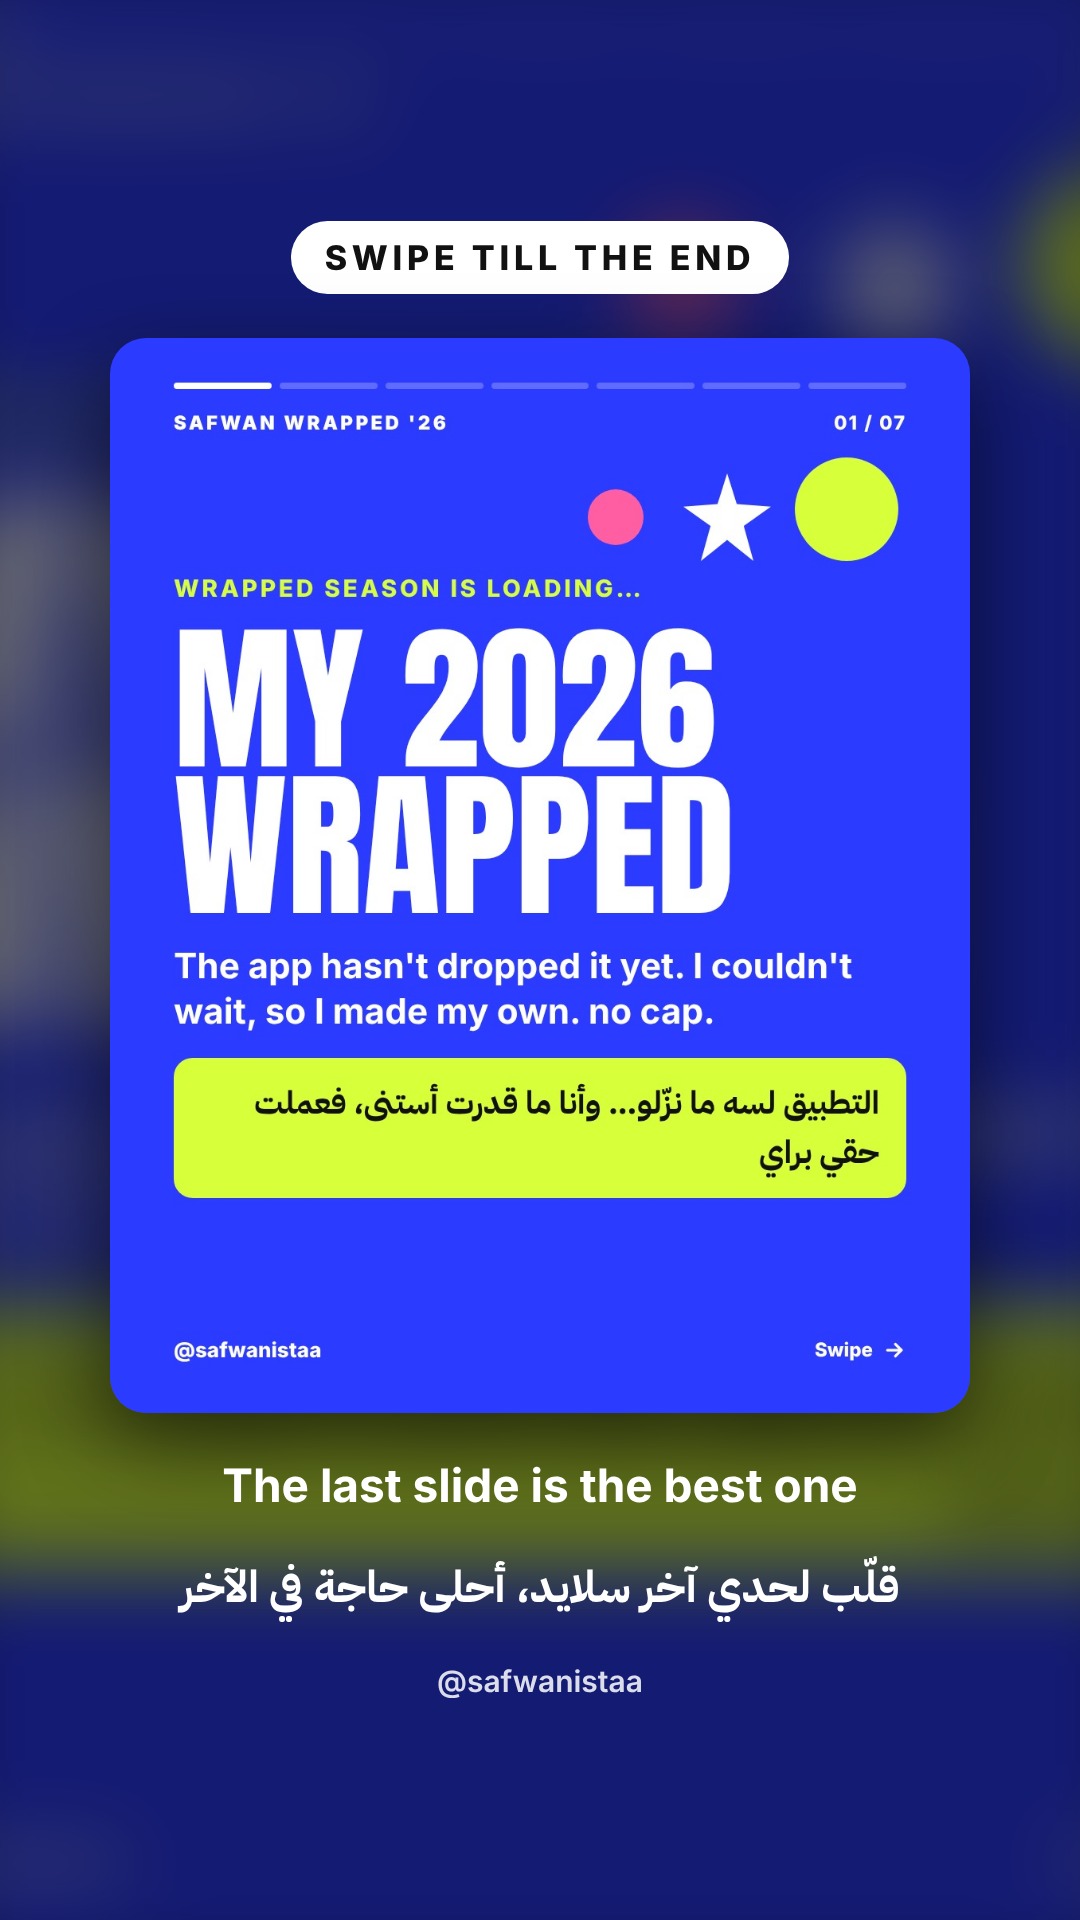 SWIPE TILL THE END
SAFWAN WRAPPED '26
01 / 07
WRAPPED SEASON IS LOADING...
MY 2026
WRAPPED
The app hasn't dropped it yet. I couldn't
wait, so I made my own. no cap.
التطبيق لسه ما نزّلو... وأنا ما قدرت أستنى، فعملت
حقي براي
@safwanistaa
Swipe →
The last slide is the best one
قلّب لحدي آخر سلايد، أحلى حاجة في الآخر
@safwanistaa